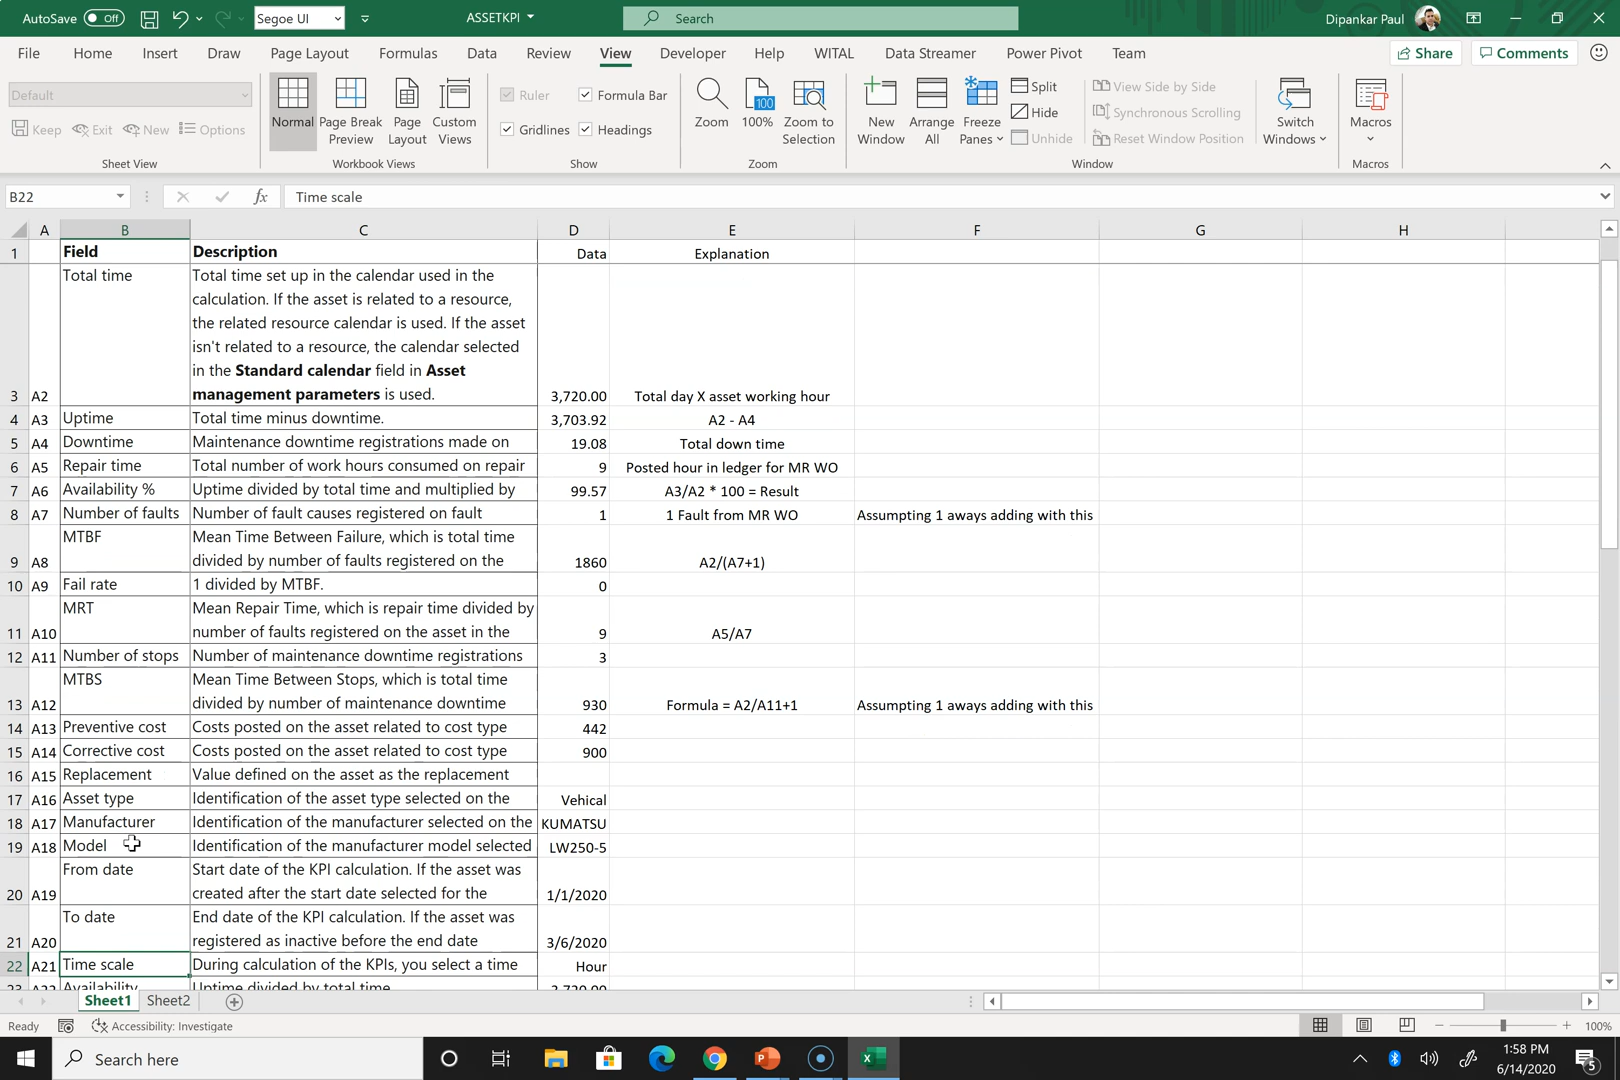 AutoSave Off Segoe UI ASSETKPI Search Dipankar Paul
File Home Insert Draw Page Layout Formulas Data Review View Developer Help WITAL Data Streamer Power Pivot Team Share Comments
Default
Keep Exit New Options
Sheet View
Normal Page Break Preview Page Layout Custom Views
Workbook Views
Ruler Formula Bar
Gridlines Headings
Show
Zoom 100 100% Zoom to Selection
Zoom
New Window Arrange All Freeze Panes
Split
Hide
Unhide
View Side by Side
Synchronous Scrolling
Reset Window Position
Switch Windows
Window
Macros
Macros
B22 fx Time scale
A B C D E F G H
1 Field Description Data Explanation
3 A2 Total time Total time set up in the calendar used in the
calculation. If the asset is related to a resource,
the related resource calendar is used. If the asset
isn't related to a resource, the calendar selected
in the Standard calendar field in Asset
management parameters is used. 3,720.00 Total day X asset working hour
4 A3 Uptime Total time minus downtime. 3,703.92 A2 - A4
5 A4 Downtime Maintenance downtime registrations made on 19.08 Total down time
6 A5 Repair time Total number of work hours consumed on repair 9 Posted hour in ledger for MR WO
7 A6 Availability % Uptime divided by total time and multiplied by 99.57 A3/A2 * 100 = Result
8 A7 Number of faults Number of fault causes registered on fault 1 1 Fault from MR WO Assumping 1 aways adding with this
9 A8 MTBF Mean Time Between Failure, which is total time
divided by number of faults registered on the 1860 A2/(A7+1)
10 A9 Fail rate 1 divided by MTBF. 0
11 A10 MRT Mean Repair Time, which is repair time divided by
number of faults registered on the asset in the 9 A5/A7
12 A11 Number of stops Number of maintenance downtime registrations 3
13 A12 MTBS Mean Time Between Stops, which is total time
divided by number of maintenance downtime 930 Formula = A2/A11+1 Assumping 1 aways adding with this
14 A13 Preventive cost Costs posted on the asset related to cost type 442
15 A14 Corrective cost Costs posted on the asset related to cost type 900
16 A15 Replacement Value defined on the asset as the replacement
17 A16 Asset type Identification of the asset type selected on the Vehical
18 A17 Manufacturer Identification of the manufacturer selected on the KUMATSU
19 A18 Model Identification of the manufacturer model selected LW250-5
20 A19 From date Start date of the KPI calculation. If the asset was
created after the start date selected for the 1/1/2020
21 A20 To date End date of the KPI calculation. If the asset was
registered as inactive before the end date 3/6/2020
22 A21 Time scale During calculation of the KPIs, you select a time Hour
23 A22 Availability Uptime divided by total time. 3,720.00
Sheet1 Sheet2
Ready Accessibility: Investigate 100%
Search here 1:58 PM
6/14/2020 5